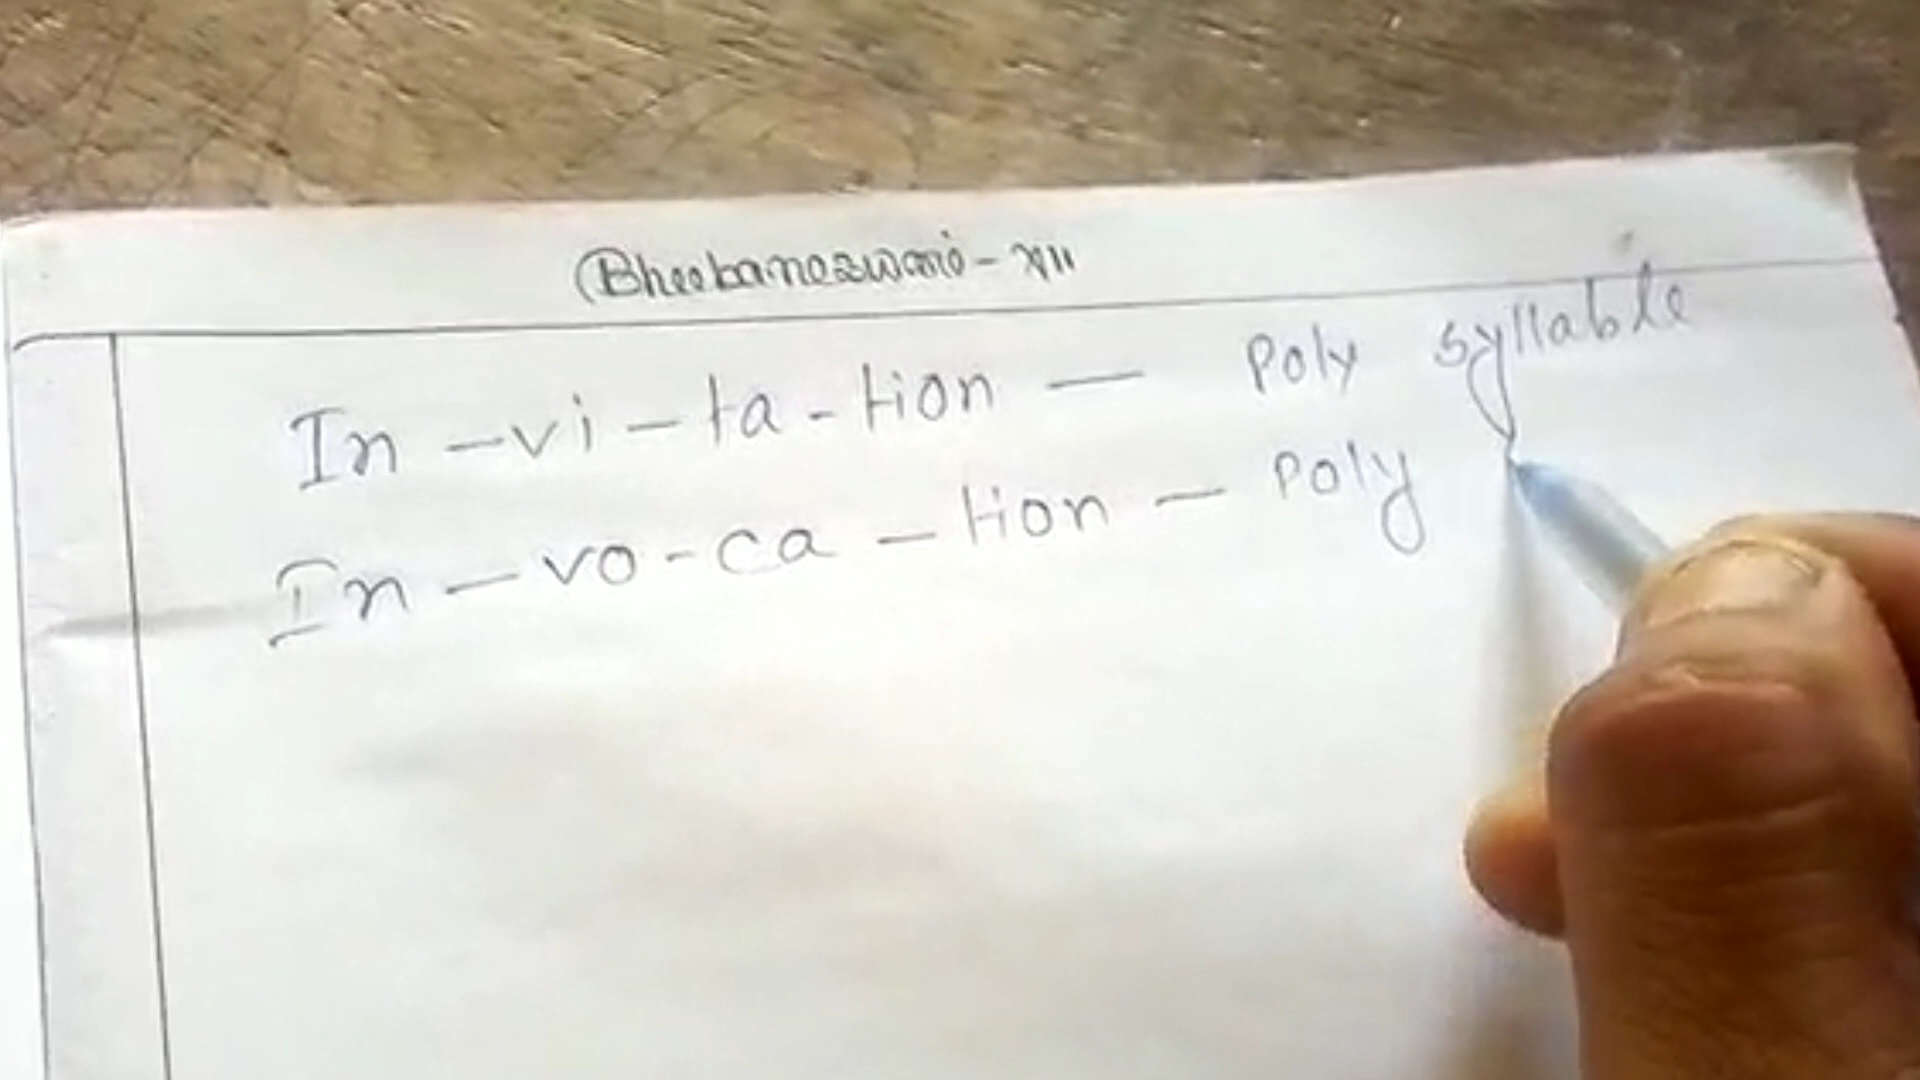 In - vi - ta - tion - Poly syllable
In - vo - ca - tion - Poly